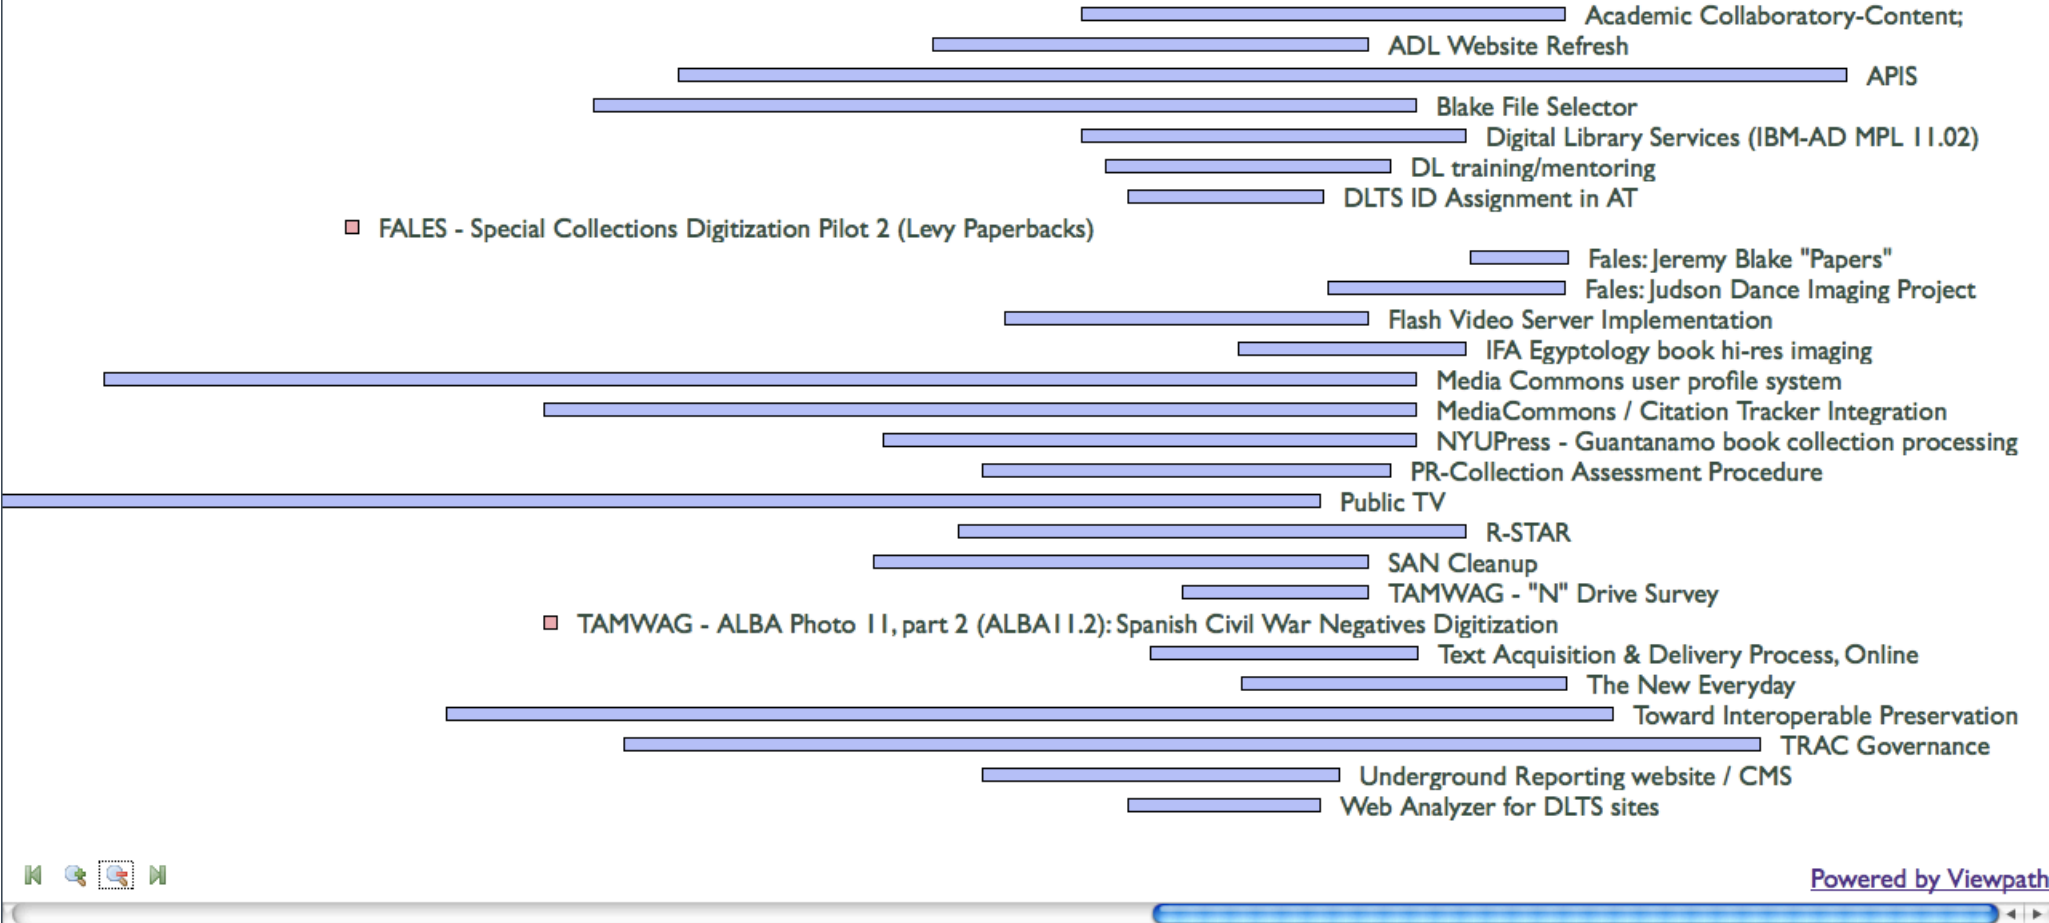 Academic Collaboratory-Content;
ADL Website Refresh
APIS
Blake File Selector
Digital Library Services (IBM-AD MPL 11.02)
DL training/mentoring
DLTS ID Assignment in AT
FALES - Special Collections Digitization Pilot 2 (Levy Paperbacks)
Fales: Jeremy Blake "Papers"
Fales: Judson Dance Imaging Project
Flash Video Server Implementation
IFA Egyptology book hi-res imaging
Media Commons user profile system
MediaCommons / Citation Tracker Integration
NYUPress - Guantanamo book collection processing
PR-Collection Assessment Procedure
Public TV
R-STAR
SAN Cleanup
TAMWAG - "N" Drive Survey
TAMWAG - ALBA Photo 11, part 2 (ALBA11.2): Spanish Civil War Negatives Digitization
Text Acquisition & Delivery Process, Online
The New Everyday
Toward Interoperable Preservation
TRAC Governance
Underground Reporting website / CMS
Web Analyzer for DLTS sites
Powered by Viewpath